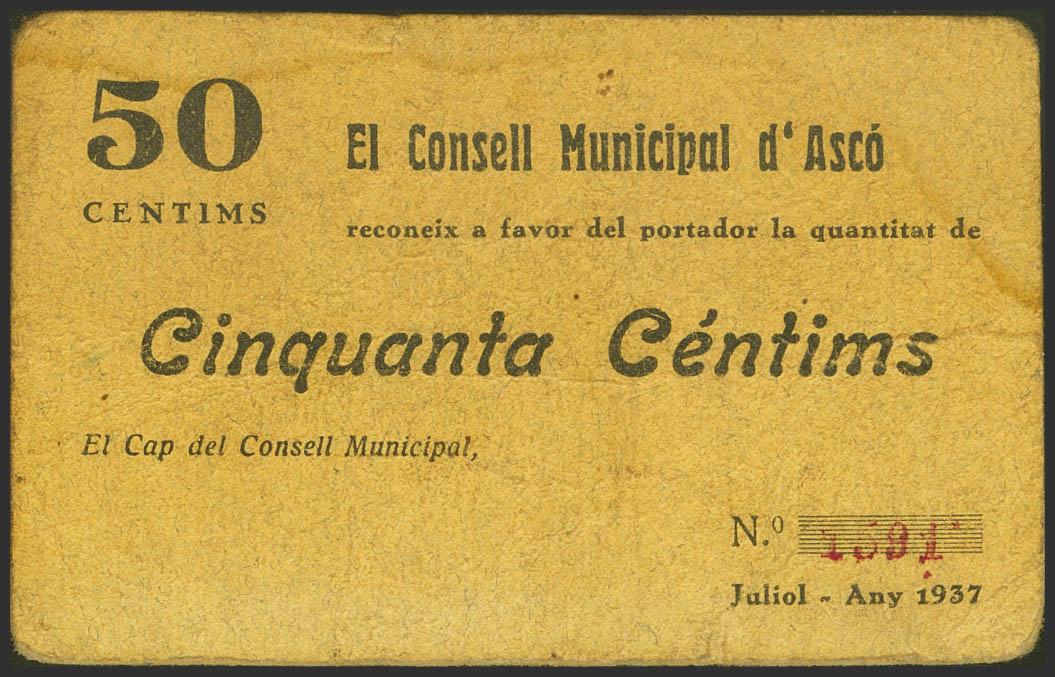 50
CENTIMS
El Consell Municipal d'Ascó
reconeix a favor del portador la quantitat de
Cinquanta Céntims
El Cap del Consell Municipal,
N.º
Juliol - Any 1937